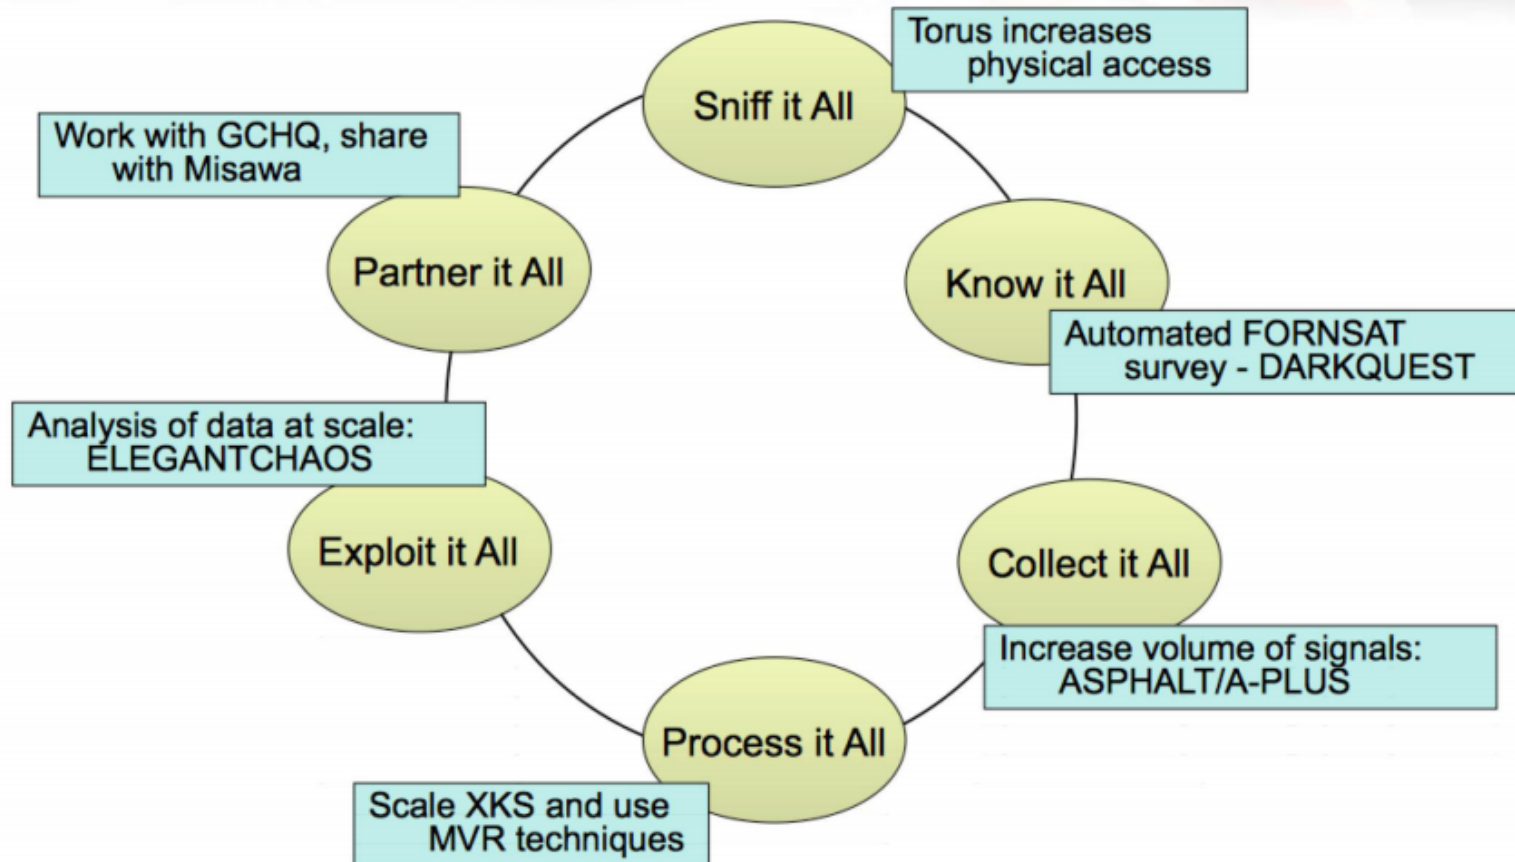 Sniff it All
Torus increases
physical access
Know it All
Automated FORNSAT
survey - DARKQUEST
Collect it All
Increase volume of signals:
ASPHALT/A-PLUS
Process it All
Scale XKS and use
MVR techniques
Exploit it All
Analysis of data at scale:
ELEGANTCHAOS
Partner it All
Work with GCHQ, share
with Misawa